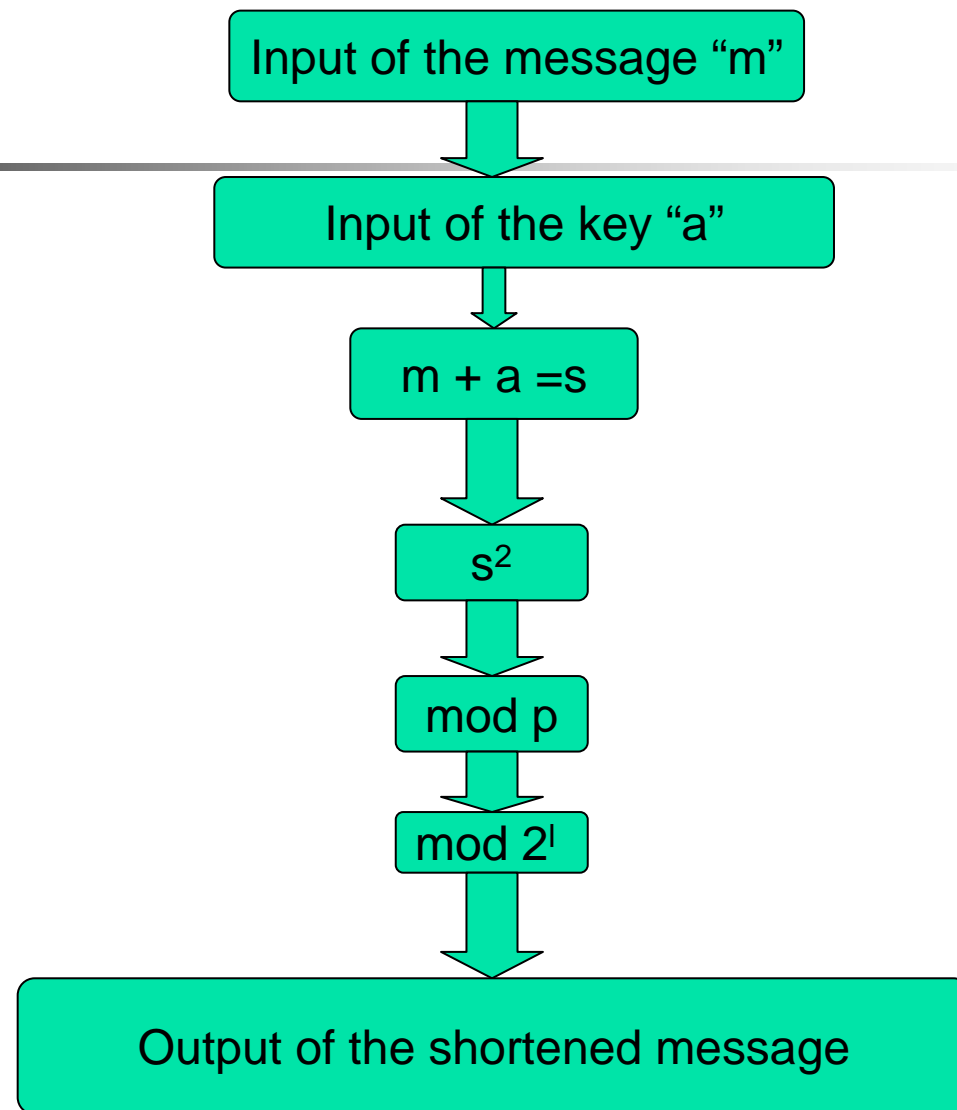 Input of the message “m”
Input of the key “a”
m + a =s
s²
mod p
mod 2ˡ
Output of the shortened message